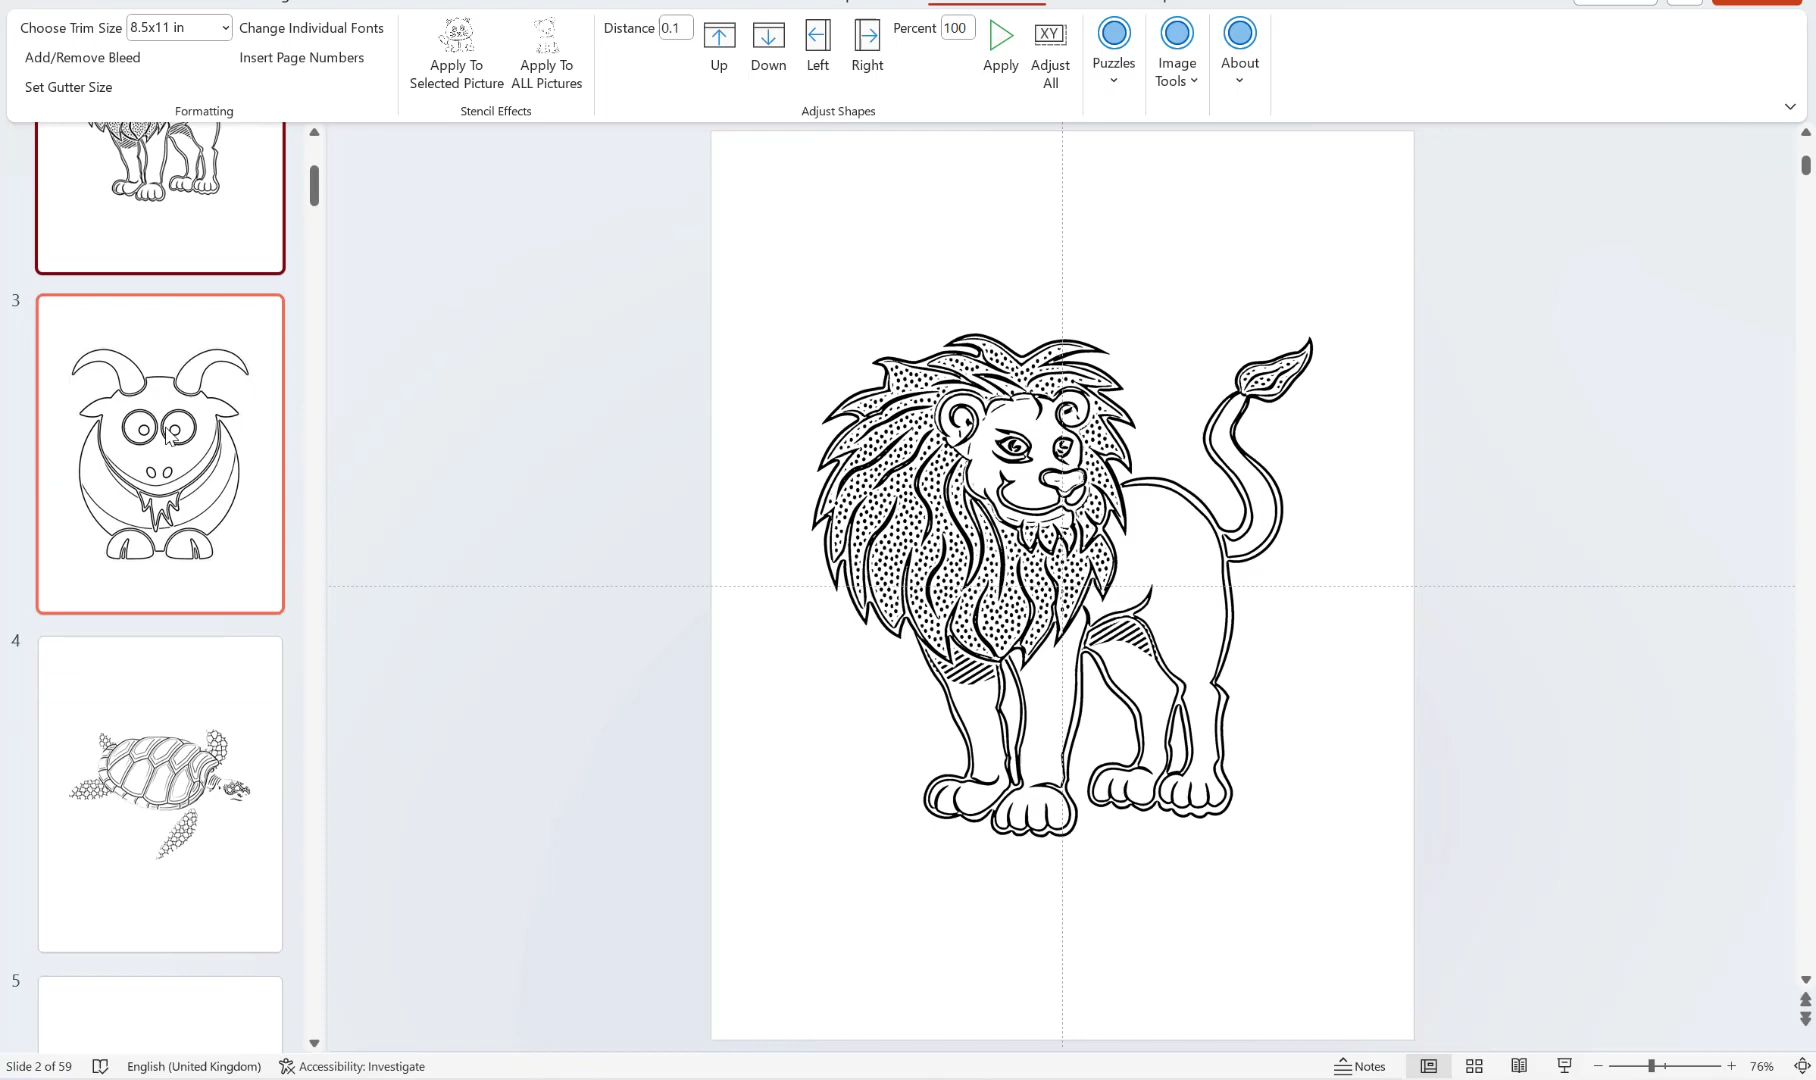 Choose Trim Size 8.5x11 in
Change Individual Fonts
Add/Remove Bleed
Insert Page Numbers
Set Gutter Size
Formatting
Apply To
Selected Picture
Apply To
ALL Pictures
Stencil Effects
Distance 0.1
Up
Down
Left
Right
Percent 100
Apply
XY
Adjust
All
Adjust Shapes
Puzzles
Image
Tools
About
3
4
5
Slide 2 of 59
English (United Kingdom)
Accessibility: Investigate
Notes
76%